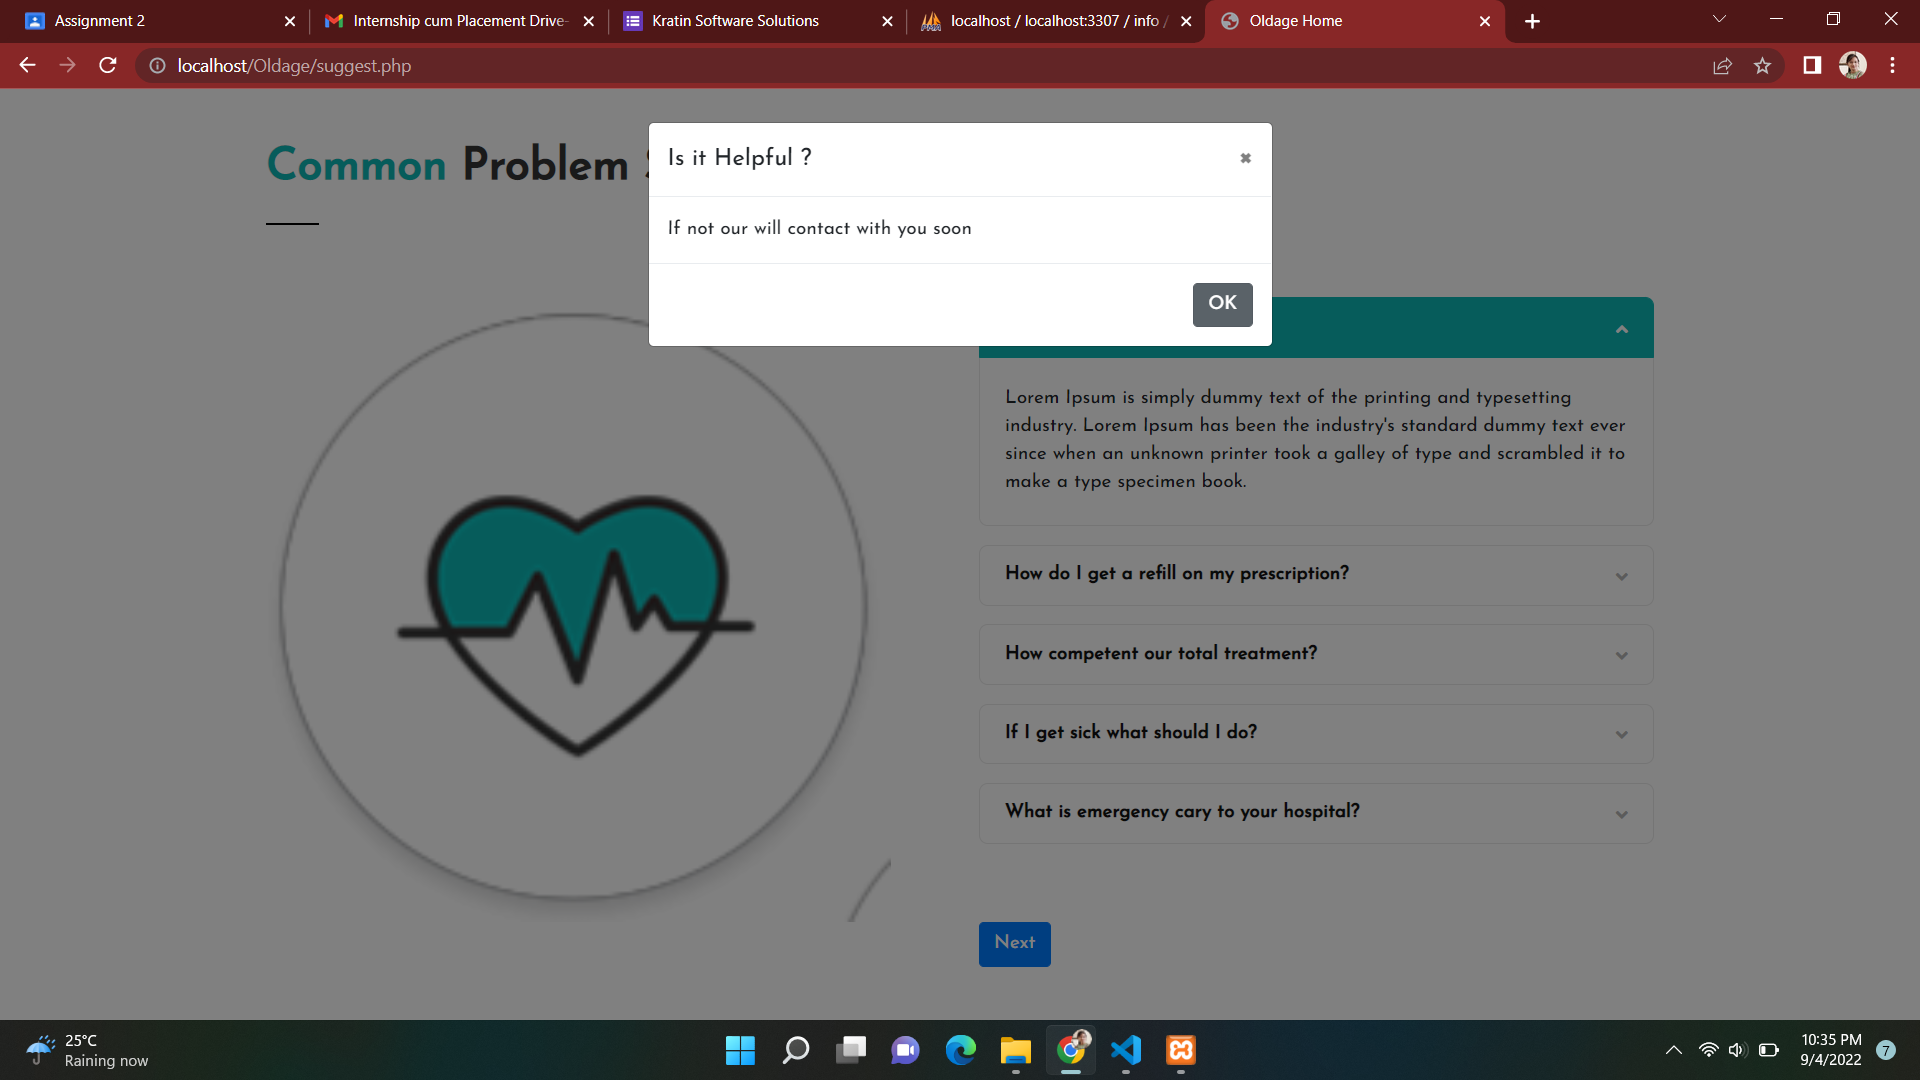 Assignment 2
Internship cum Placement Drive-
Kratin Software Solutions
localhost / localhost:3307 / info /
Oldage Home
localhost/Oldage/suggest.php
Common Problem
Is it Helpful ?
If not our will contact with you soon
OK
Lorem Ipsum is simply dummy text of the printing and typesetting
industry. Lorem Ipsum has been the industry's standard dummy text ever
since when an unknown printer took a galley of type and scrambled it to
make a type specimen book.
How do I get a refill on my prescription?
How competent our total treatment?
If I get sick what should I do?
What is emergency cary to your hospital?
Next
25°C
Raining now
10:35 PM
9/4/2022
7